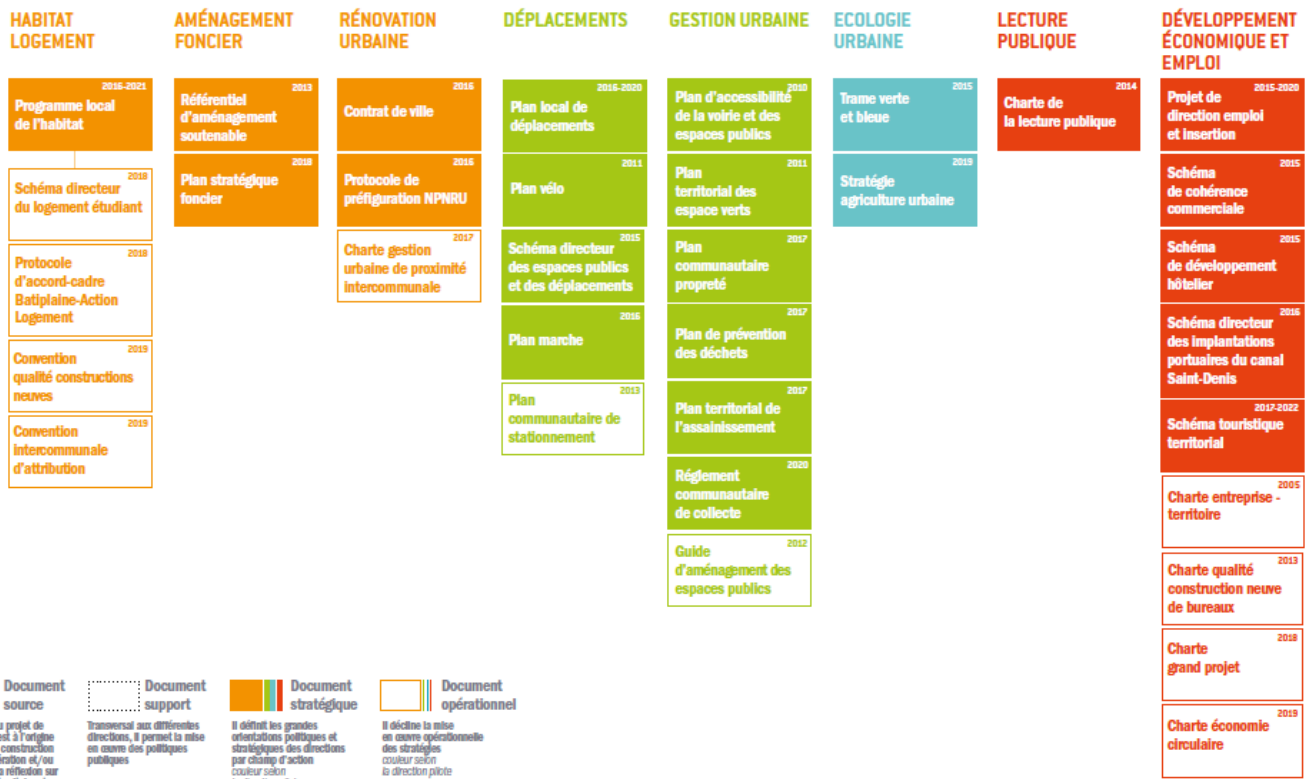 HABITAT
LOGEMENT
2016-2021
Programme local
de l'habitat
2018
Schéma directeur
du logement étudiant
2018
Protocole
d'accord-cadre
Batiplaine-Action
Logement
2019
Convention
qualité constructions
neuves
2019
Convention
intercommunale
d'attribution
AMÉNAGEMENT
FONCIER
2013
Référentiel
d'aménagement
soutenable
2018
Plan stratégique
foncier
RÉNOVATION
URBAINE
2016
Contrat de ville
2016
Protocole de
préfiguration NPNRU
2017
Charte gestion
urbaine de proximité
intercommunale
DÉPLACEMENTS
2016-2020
Plan local de
déplacements
2011
Plan vélo
2015
Schéma directeur
des espaces publics
et des déplacements
2016
Plan marche
2013
Plan
communautaire de
stationnement
GESTION URBAINE
2010
Plan d'accessibilité
de la voirie et des
espaces publics
2011
Plan
territorial des
espace verts
2017
Plan
communautaire
propreté
2017
Plan de prévention
des déchets
2017
Plan territorial de
l'assainissement
2020
Réglement
communautaire
de collecte
2012
Guide
d'aménagement des
espaces publics
ECOLOGIE
URBAINE
2015
Trame verte
et bleue
2019
Stratégie
agriculture urbaine
LECTURE
PUBLIQUE
2014
Charte de
la lecture publique
DÉVELOPPEMENT
ÉCONOMIQUE ET
EMPLOI
2015-2020
Projet de
direction emploi
et insertion
2015
Schéma
de cohérence
commerciale
2015
Schéma
de développement
hôtelier
2016
Schéma directeur
des implantations
portuaires du canal
Saint-Denis
2017-2022
Schéma touristique
territorial
2005
Charte entreprise -
territoire
2013
Charte qualité
construction neuve
de bureaux
2018
Charte
grand projet
2019
Charte économie
circulaire
Document
source
u projet de
est à l'origine
construction
ération et/ou
a réflexion sur
Document
support
Transversal aux différentes
directions, il permet la mise
en œuvre des politiques
publiques
Document
stratégique
Il définit les grandes
orientations politiques et
stratégiques des directions
par champ d'action
couleur selon
Document
opérationnel
Il décline la mise
en œuvre opérationnelle
des stratégies
couleur selon
la direction pilote